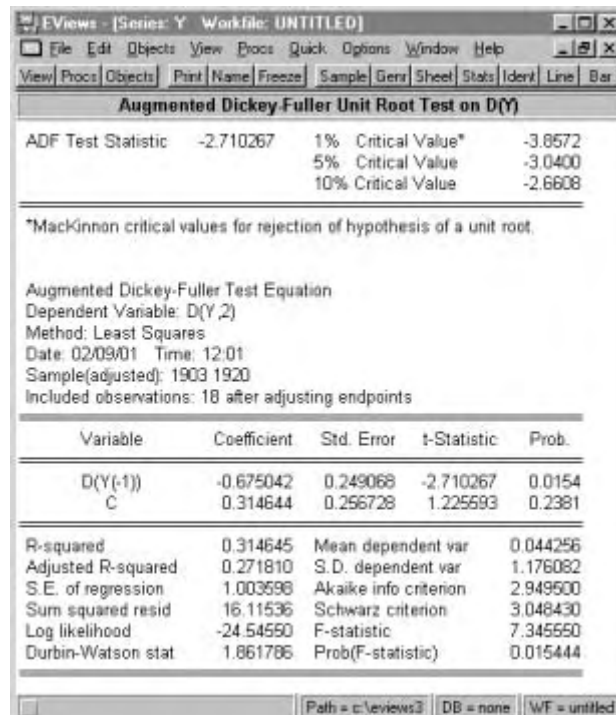 EViews - [Series: Y Workfile: UNTITLED]
File Edit Objects View Procs Quick Options Window Help
View Procs Objects Print Name Freeze Sample Genr Sheet Stats Ident Line Bar
Augmented Dickey-Fuller Unit Root Test on D(Y)
ADF Test Statistic -2.710267 1% Critical Value* -3.8572
5% Critical Value -3.0400
10% Critical Value -2.6608
*MacKinnon critical values for rejection of hypothesis of a unit root.
Augmented Dickey-Fuller Test Equation
Dependent Variable: D(Y,2)
Method: Least Squares
Date: 02/09/01 Time: 12:01
Sample(adjusted): 1903 1920
Included observations: 18 after adjusting endpoints
Variable Coefficient Std. Error t-Statistic Prob.
D(Y(-1)) -0.675042 0.249068 -2.710267 0.0154
C 0.314644 0.256728 1.225593 0.2381
R-squared 0.314645 Mean dependent var 0.044256
Adjusted R-squared 0.271810 S.D. dependent var 1.176082
S.E. of regression 1.003598 Akaike info criterion 2.949500
Sum squared resid 16.11536 Schwarz criterion 3.048430
Log likelihood -24.54550 F-statistic 7.345550
Durbin-Watson stat 1.861786 Prob(F-statistic) 0.015444
Path = c:\eviews3 DB = none WF = untitled